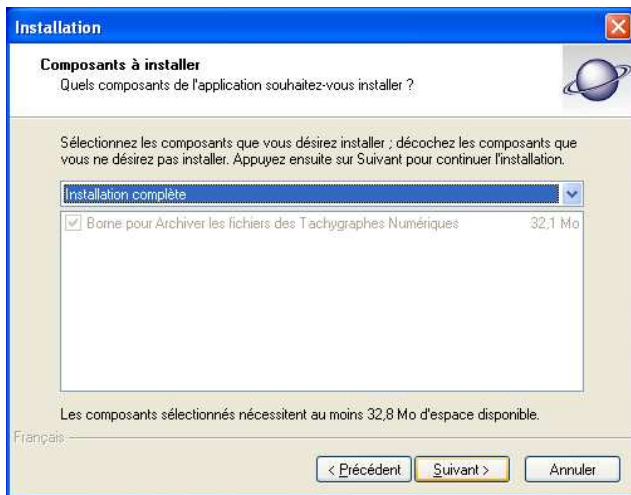 Installation
Composants à installer
Quels composants de l'application souhaitez-vous installer ?
Sélectionnez les composants que vous désirez installer ; décochez les composants que
vous ne désirez pas installer. Appuyez ensuite sur Suivant pour continuer l'installation.
Installation complète
Borne pour Archiver les fichiers des Tachygraphes Numériques 32,1 Mo
Les composants sélectionnés nécessitent au moins 32,8 Mo d'espace disponible.
Français
< Précédent Suivant > Annuler